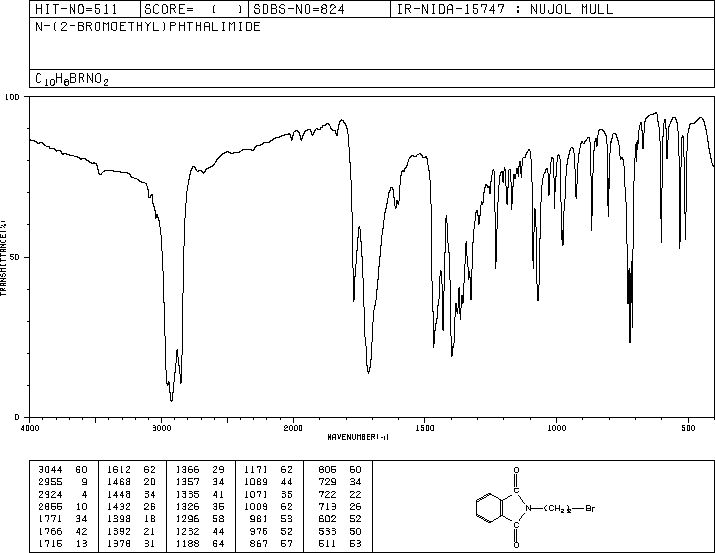 HIT-NO=511 SCORE= ( ) SDBS-NO=824 IR-NIDA-15747 : NUJOL MULL
N-(2-BROMOETHYL)PHTHALIMIDE
C10H8BRNO2
100
50
0
TRANSMITTANCE(%)
4000 3000 2000 1500 1000 500
WAVENUMBER(-1)
3044 60 1612 62 1366 29 1171 62 806 60
2955 9 1468 20 1357 34 1089 44 729 34
2924 4 1448 34 1335 41 1071 35 722 22
2855 10 1432 26 1326 36 1009 62 713 26
1771 34 1398 18 1296 58 981 53 602 52
1766 42 1392 21 1232 44 976 52 533 50
1715 13 1378 31 1188 64 867 57 511 53
O
C
N-(CH2)2-Br
C
O